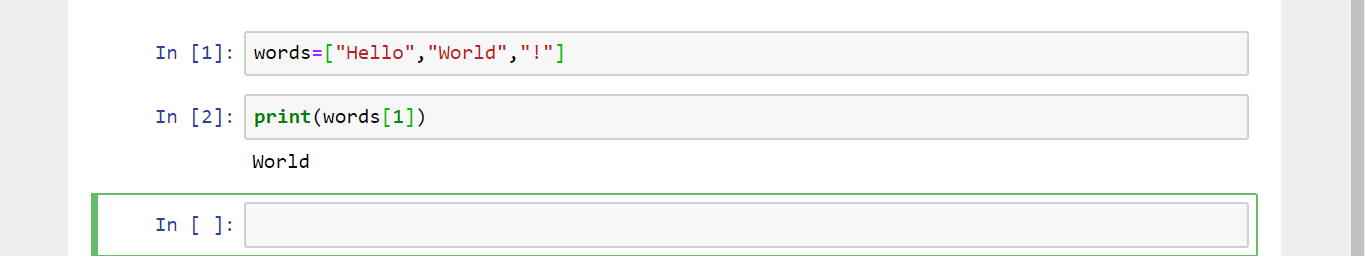 In [1]: words=["Hello","World","!"]
In [2]: print(words[1])
World
In [ ]: